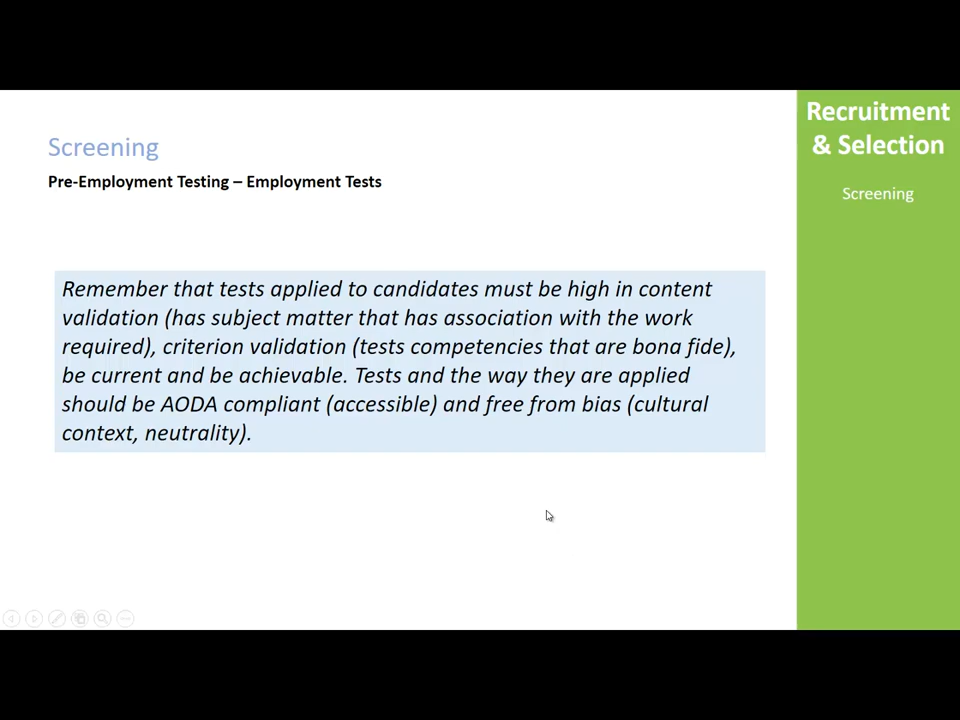 Screening
Pre-Employment Testing – Employment Tests
Remember that tests applied to candidates must be high in content
validation (has subject matter that has association with the work
required), criterion validation (tests competencies that are bona fide),
be current and be achievable. Tests and the way they are applied
should be AODA compliant (accessible) and free from bias (cultural
context, neutrality).
Recruitment
& Selection
Screening